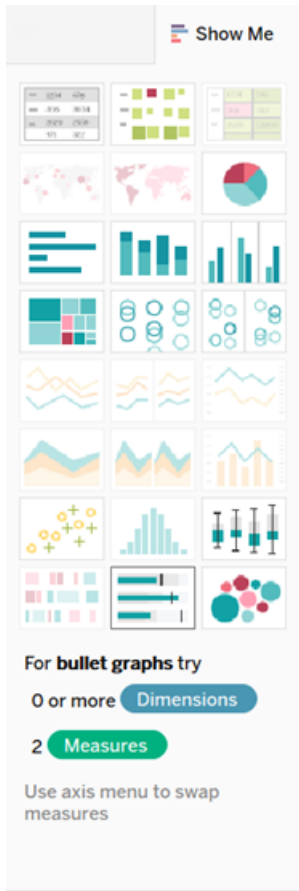 Show Me
For bullet graphs try
0 or more Dimensions
2 Measures
Use axis menu to swap
measures